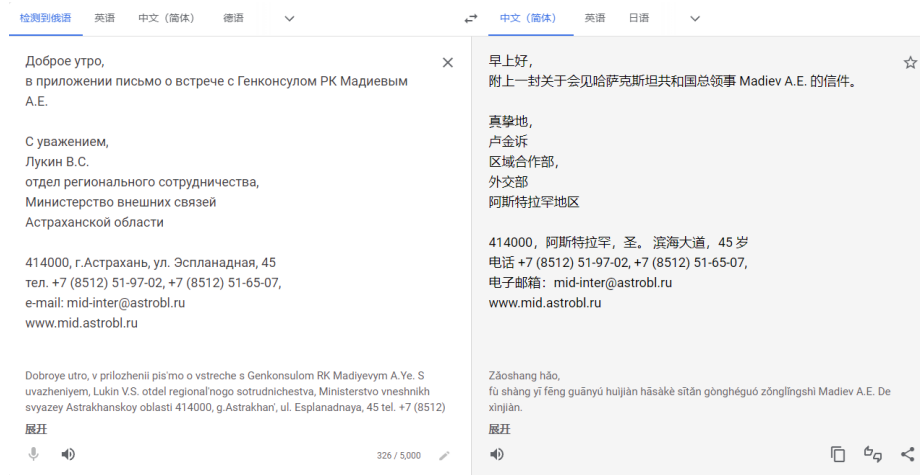 检测到俄语 英语 中文（简体） 德语
中文（简体） 英语 日语
Доброе утро,
в приложении письмо о встрече с Генконсулом РК Мадиевым
А.Е.
С уважением,
Лукин В.С.
отдел регионального сотрудничества,
Министерство внешних связей
Астраханской области
414000, г.Астрахань, ул. Эспланадная, 45
тел. +7 (8512) 51-97-02, +7 (8512) 51-65-07,
e-mail: mid-inter@astrobl.ru
www.mid.astrobl.ru
Dobroye utro, v prilozhenii pis'mo o vstreche s Genkonsulom RK Madiyevym A.Ye. S
uvazheniyem, Lukin V.S. otdel regional'nogo sotrudnichestva, Ministerstvo vneshnikh
svyazey Astrakhanskoy oblasti 414000, g.Astrakhan', ul. Esplanadnaya, 45 tel. +7 (8512)
展开
326 / 5,000
早上好，
附上一封关于会见哈萨克斯坦共和国总领事 Madiev A.E. 的信件。
真挚地，
卢金诉
区域合作部，
外交部
阿斯特拉罕地区
414000，阿斯特拉罕，圣。 滨海大道，45 岁
电话 +7 (8512) 51-97-02, +7 (8512) 51-65-07,
电子邮箱：mid-inter@astrobl.ru
www.mid.astrobl.ru
Zǎoshang hǎo,
fù shàng yī fēng guānyú huìjiàn hāsàkè sītǎn gònghéguó zǒnglǐngshì Madiev A.E. De
xìnjiàn.
展开